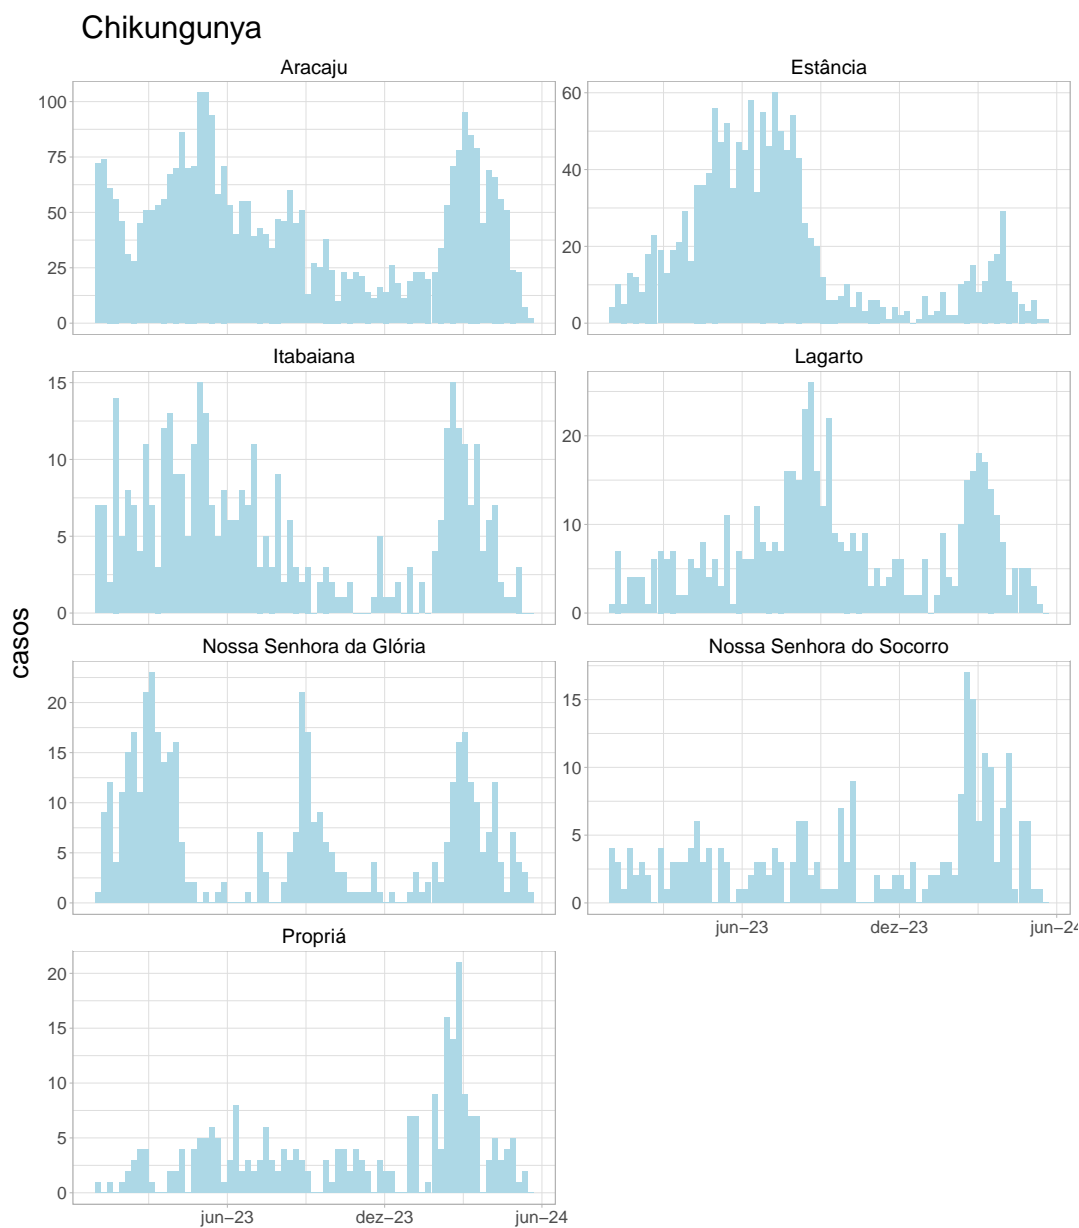 Chikungunya
Aracaju
Estância
100
75
50
25
0
60
40
20
0
Itabaiana
Lagarto
15
10
5
0
20
10
0
casos
Nossa Senhora da Glória
Nossa Senhora do Socorro
20
15
10
5
0
15
10
5
0
jun–23
dez–23
jun–24
Propriá
20
15
10
5
0
jun–23
dez–23
jun–24